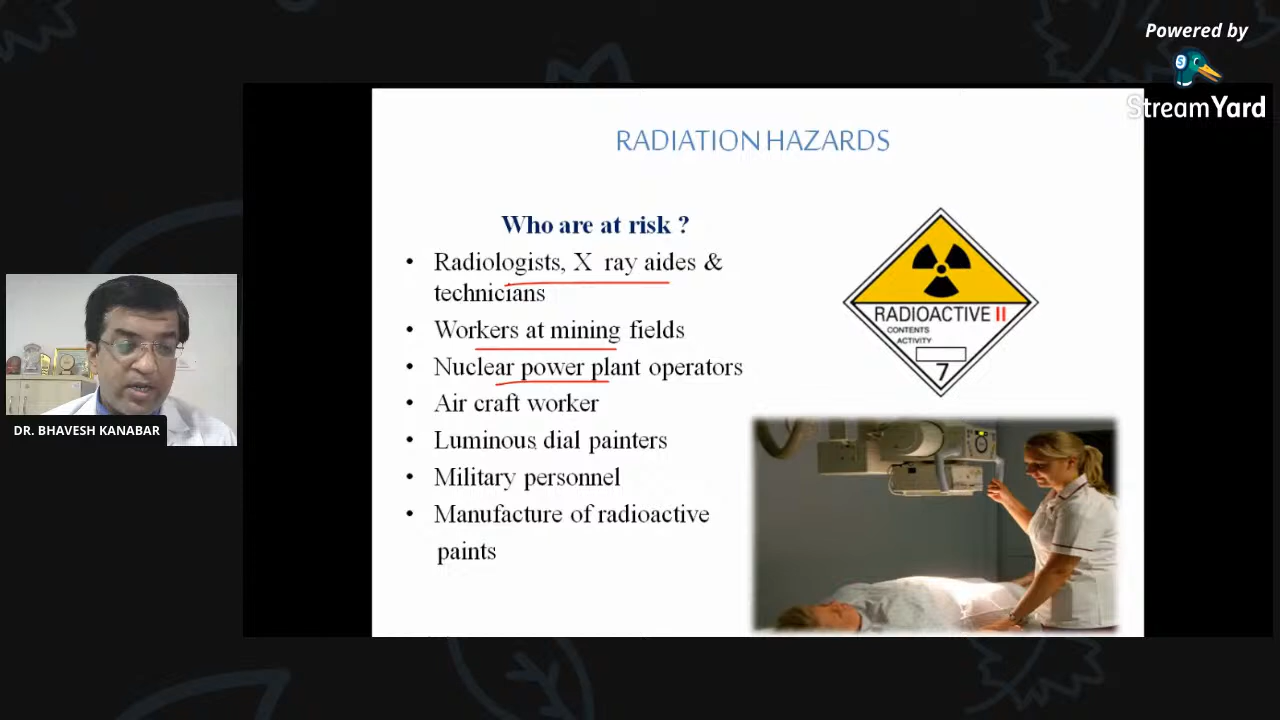 Powered by
StreamYard
RADIATION HAZARDS
Who are at risk ?
• Radiologists, X ray aides &
technicians
• Workers at mining fields
• Nuclear power plant operators
• Air craft worker
• Luminous dial painters
• Military personnel
• Manufacture of radioactive
paints
RADIOACTIVE II
CONTENTS
ACTIVITY
7
DR. BHAVESH KANABAR